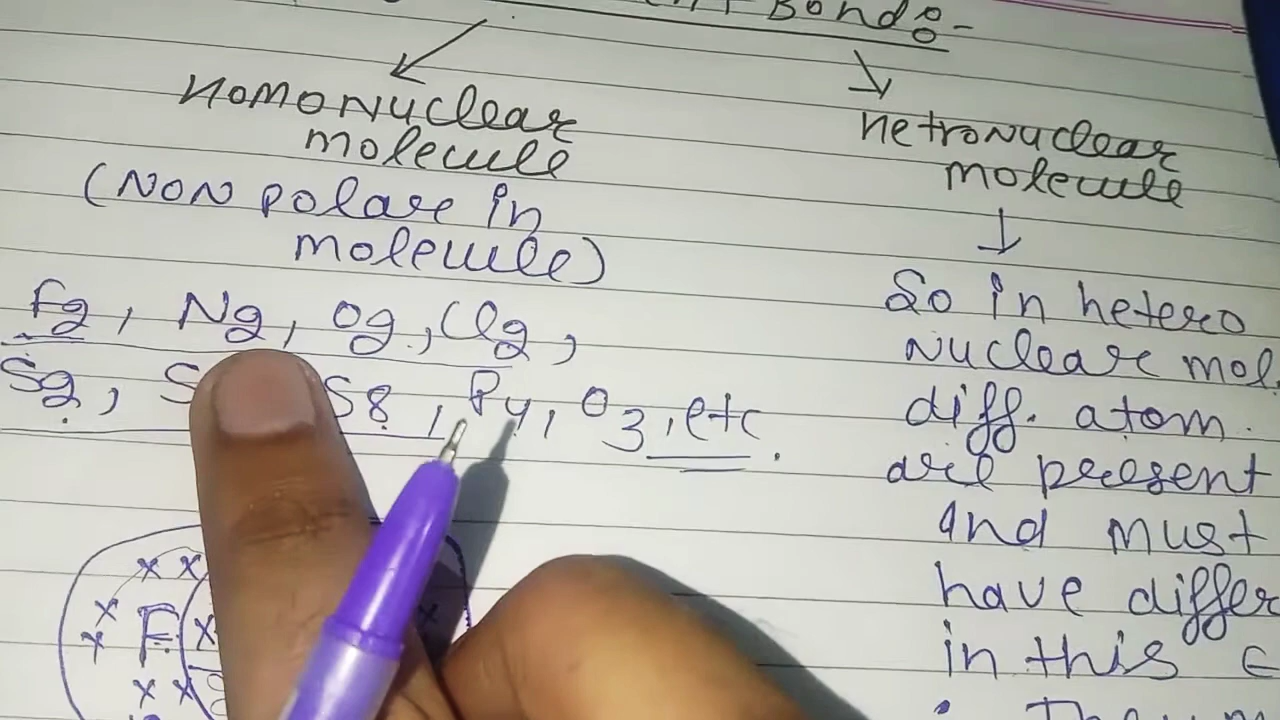 Bond :-
Homonuclear
molecule
(Non polar in
molecule)
F2, N2, O2, Cl2,
S2, S8, P4, O3, etc.
F
Hetronuclear
molecule
So in hetero
nuclear mol.
diff. atom.
are present
and must
have differ
in this